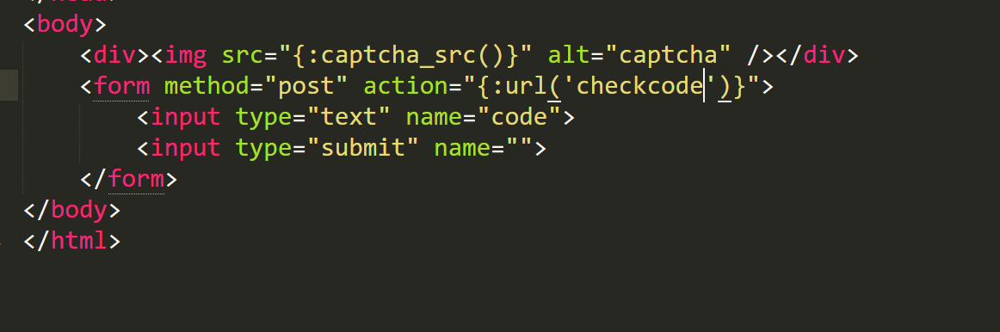 <body>
<div><img src="{:captcha_src()}" alt="captcha" /></div>
<form method="post" action="{:url('checkcode')}">
<input type="text" name="code">
<input type="submit" name="">
</form>
</body>
</html>